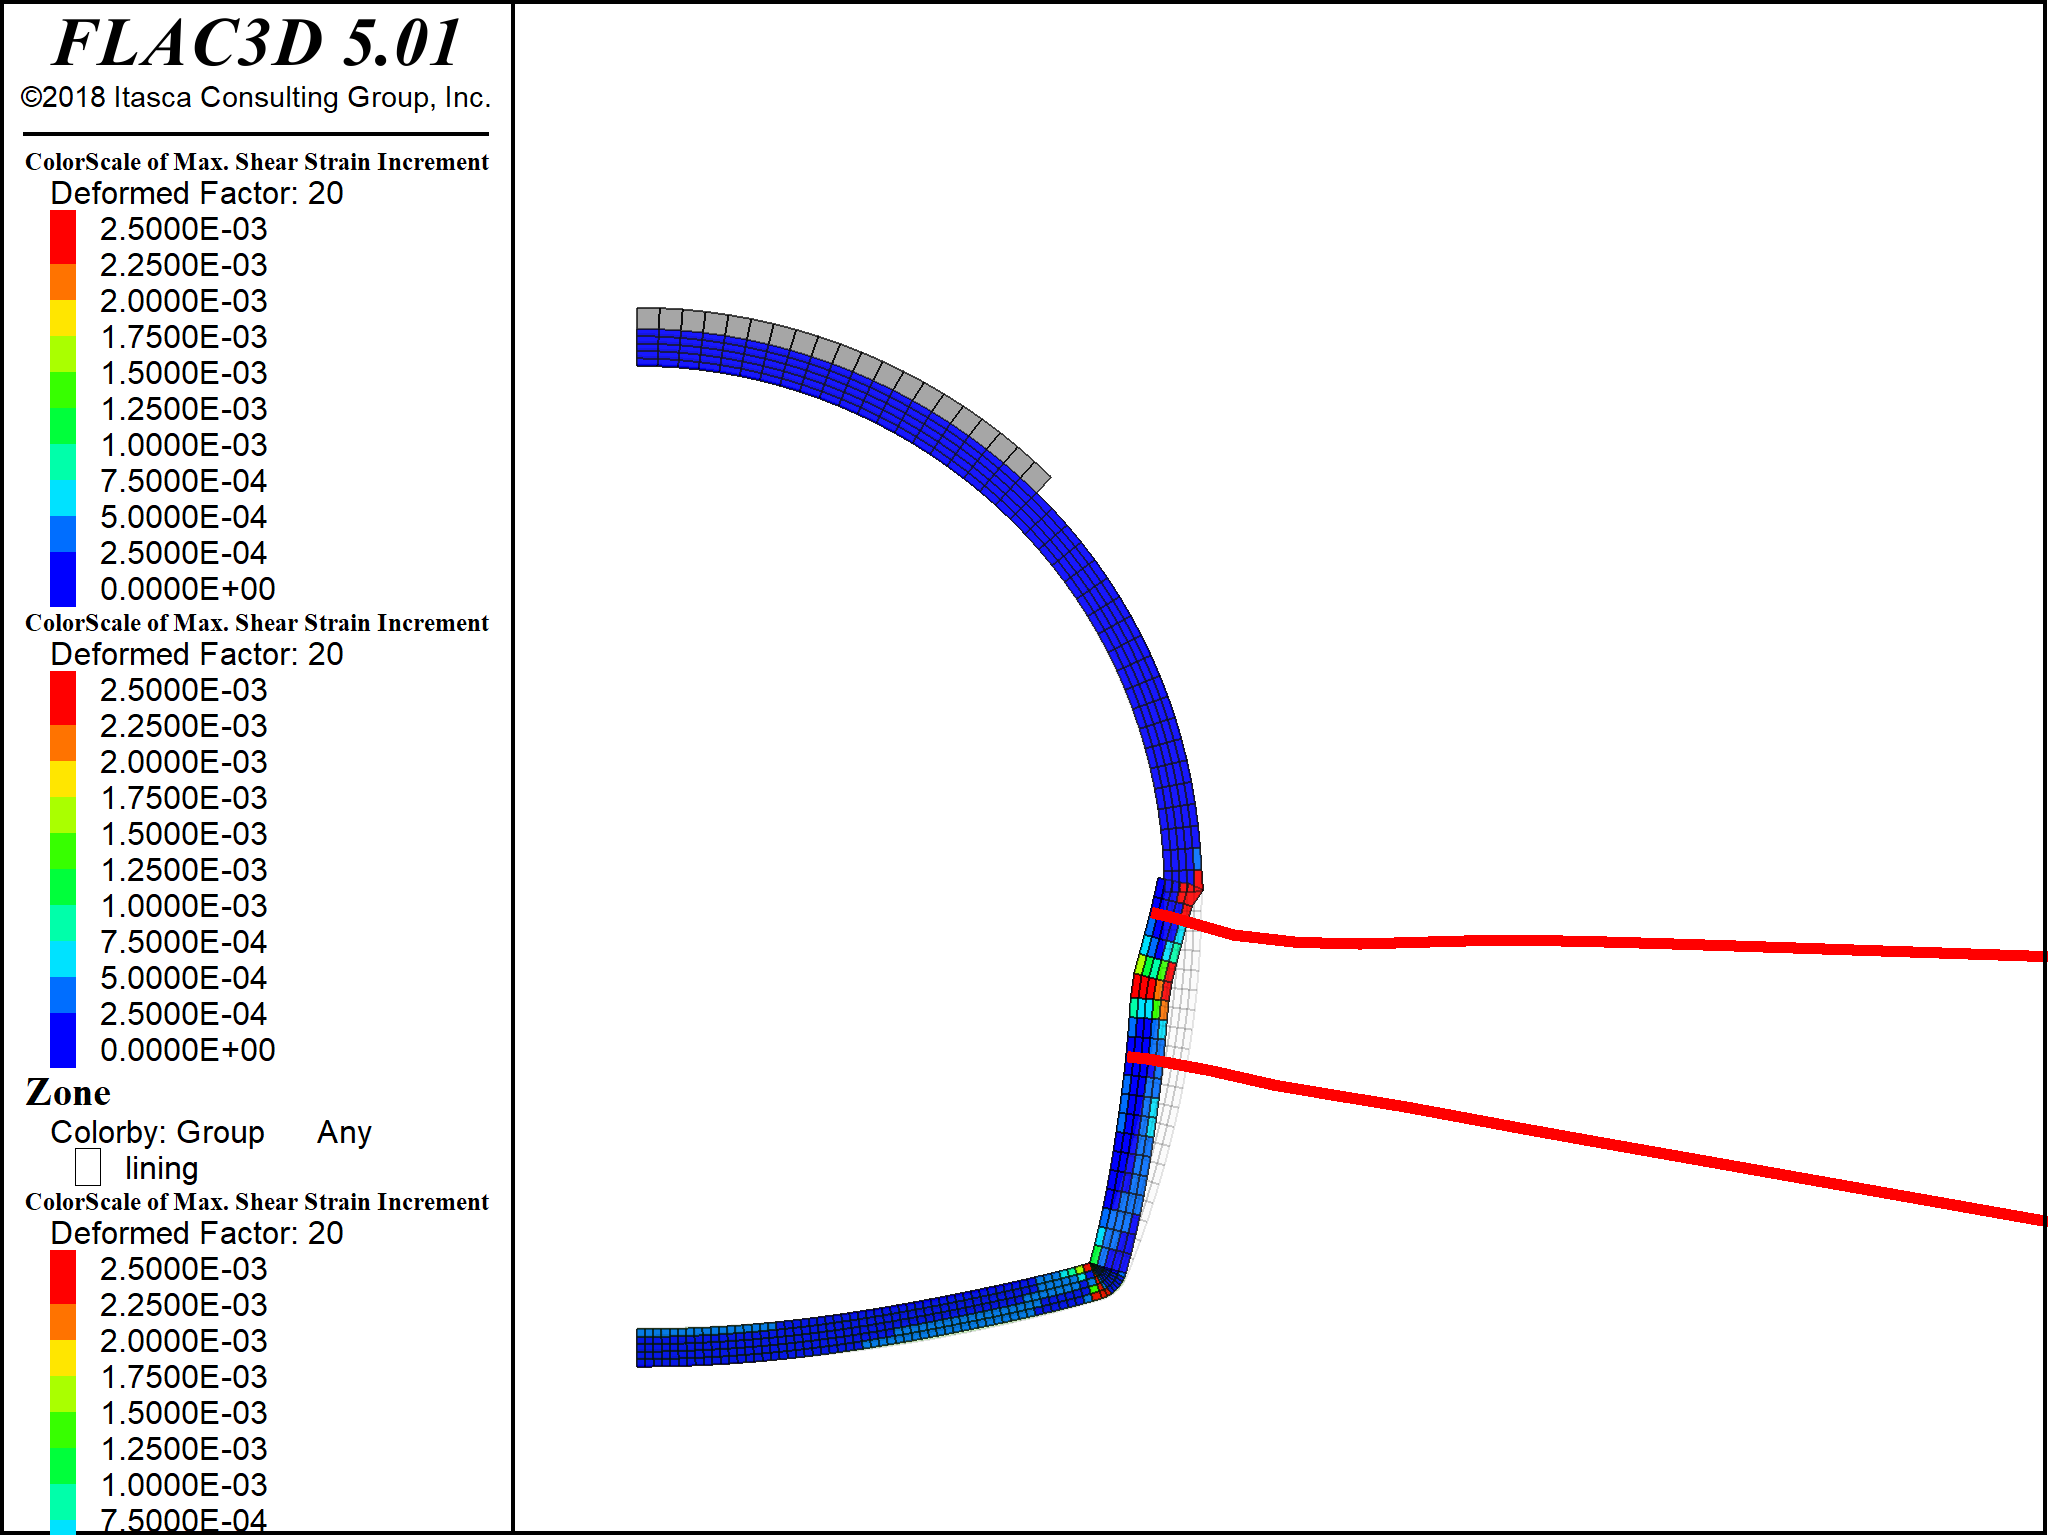 FLAC3D 5.01
©2018 Itasca Consulting Group, Inc.
ColorScale of Max. Shear Strain Increment
Deformed Factor: 20
2.5000E-03
2.2500E-03
2.0000E-03
1.7500E-03
1.5000E-03
1.2500E-03
1.0000E-03
7.5000E-04
5.0000E-04
2.5000E-04
0.0000E+00
ColorScale of Max. Shear Strain Increment
Deformed Factor: 20
2.5000E-03
2.2500E-03
2.0000E-03
1.7500E-03
1.5000E-03
1.2500E-03
1.0000E-03
7.5000E-04
5.0000E-04
2.5000E-04
0.0000E+00
Zone
Colorby: Group Any
lining
ColorScale of Max. Shear Strain Increment
Deformed Factor: 20
2.5000E-03
2.2500E-03
2.0000E-03
1.7500E-03
1.5000E-03
1.2500E-03
1.0000E-03
7.5000E-04